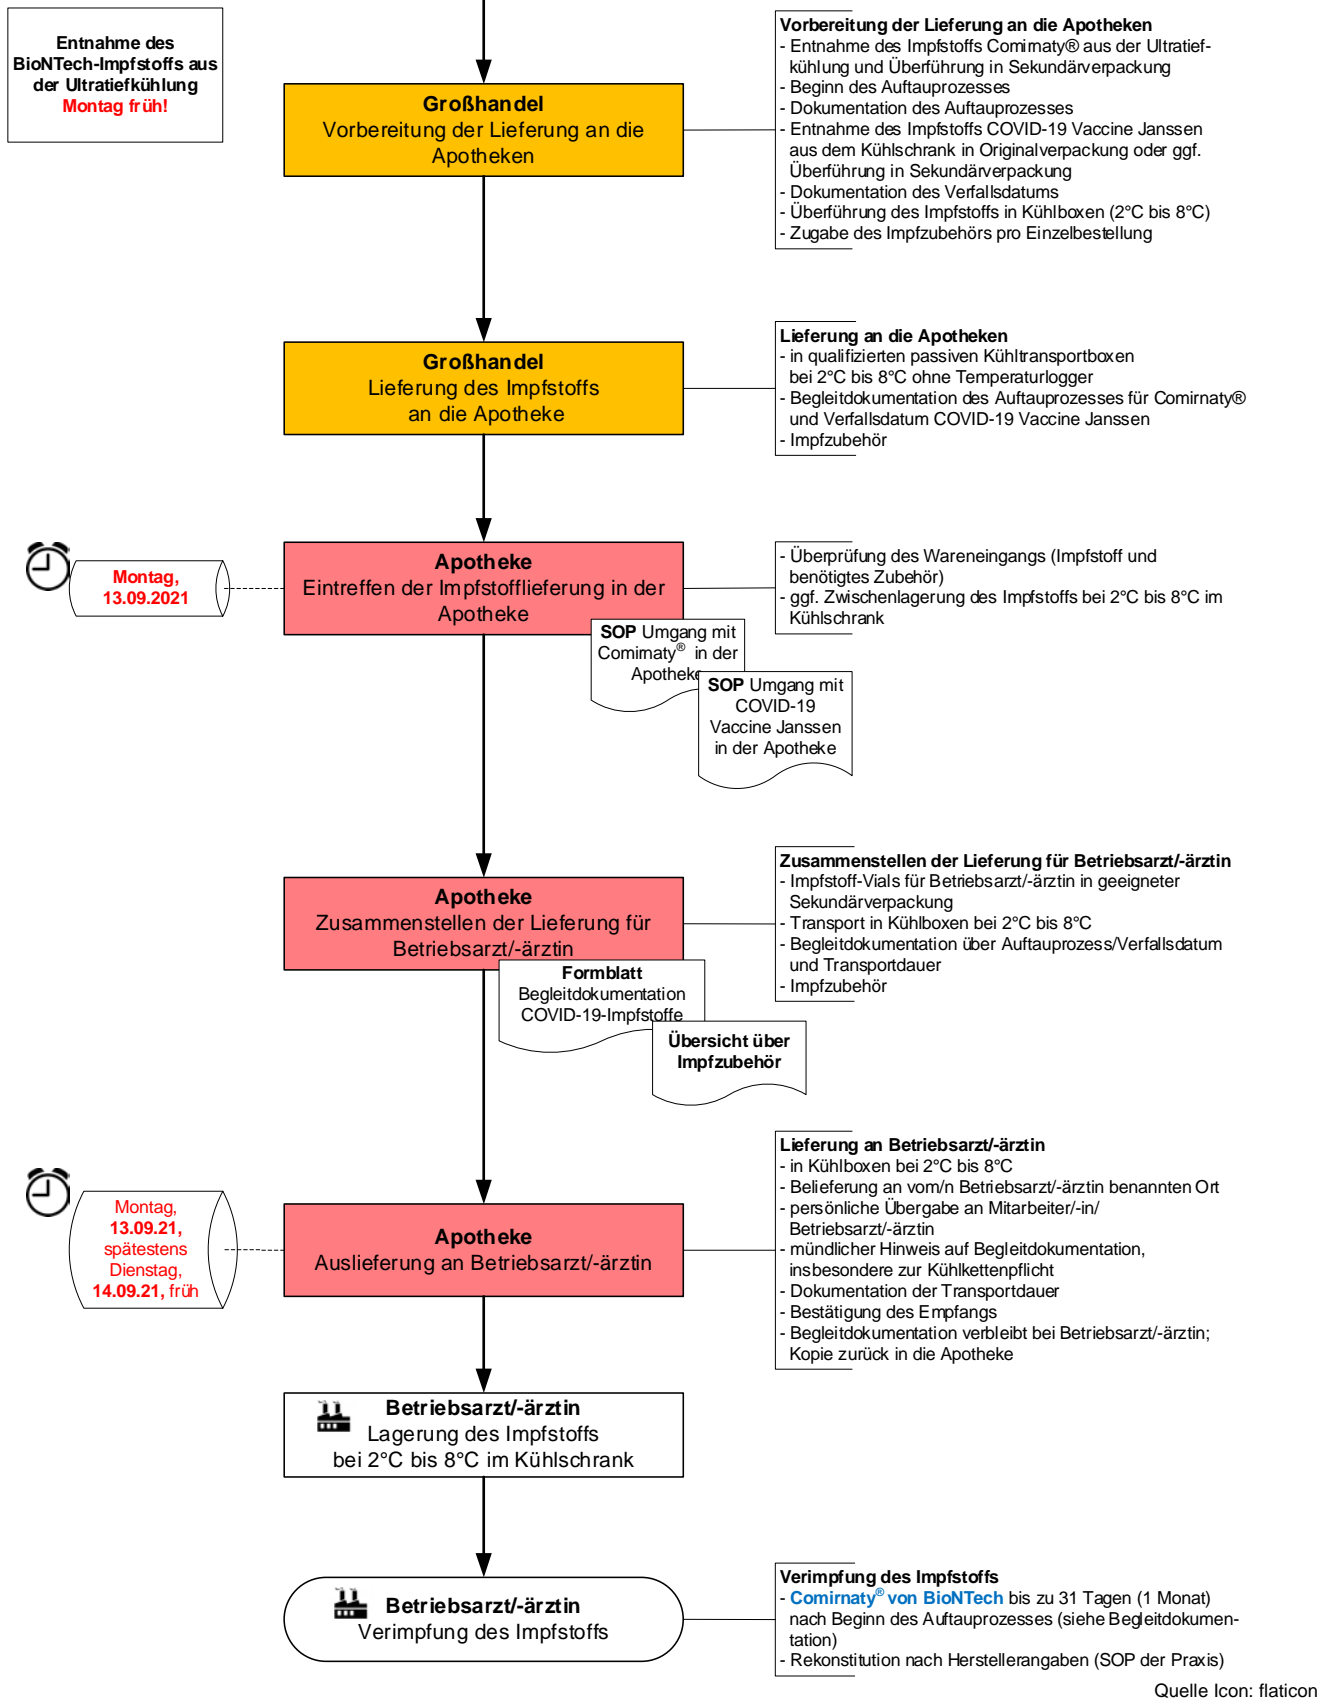 Entnahme des
BioNTech-Impfstoffs aus
der Ultratiefkühlung
Montag früh!
Großhandel
Vorbereitung der Lieferung an die
Apotheken
Vorbereitung der Lieferung an die Apotheken
- Entnahme des Impfstoffs Comirnaty® aus der Ultratief-
kühlung und Überführung in Sekundärverpackung
- Beginn des Auftauprozesses
- Dokumentation des Auftauprozesses
- Entnahme des Impfstoffs COVID-19 Vaccine Janssen
aus dem Kühlschrank in Originalverpackung oder ggf.
Überführung in Sekundärverpackung
- Dokumentation des Verfallsdatums
- Überführung des Impfstoffs in Kühlboxen (2°C bis 8°C)
- Zugabe des Impfzubehörs pro Einzelbestellung
Großhandel
Lieferung des Impfstoffs
an die Apotheke
Lieferung an die Apotheken
- in qualifizierten passiven Kühltransportboxen
bei 2°C bis 8°C ohne Temperaturlogger
- Begleitdokumentation des Auftauprozesses für Comirnaty®
und Verfallsdatum COVID-19 Vaccine Janssen
- Impfzubehör
Montag,
13.09.2021
Apotheke
Eintreffen der Impfstofflieferung in der
Apotheke
- Überprüfung des Wareneingangs (Impfstoff und
benötigtes Zubehör)
- ggf. Zwischenlagerung des Impfstoffs bei 2°C bis 8°C im
Kühlschrank
SOP Umgang mit
Comirnaty® in der
Apotheke
SOP Umgang mit
COVID-19
Vaccine Janssen
in der Apotheke
Apotheke
Zusammenstellen der Lieferung für
Betriebsarzt/-ärztin
Zusammenstellen der Lieferung für Betriebsarzt/-ärztin
- Impfstoff-Vials für Betriebsarzt/-ärztin in geeigneter
Sekundärverpackung
- Transport in Kühlboxen bei 2°C bis 8°C
- Begleitdokumentation über Auftauprozess/Verfallsdatum
und Transportdauer
- Impfzubehör
Formblatt
Begleitdokumentation
COVID-19-Impfstoffe
Übersicht über
Impfzubehör
Montag,
13.09.21,
spätestens
Dienstag,
14.09.21, früh
Apotheke
Auslieferung an Betriebsarzt/-ärztin
Lieferung an Betriebsarzt/-ärztin
- in Kühlboxen bei 2°C bis 8°C
- Belieferung an vom/n Betriebsarzt/-ärztin benannten Ort
- persönliche Übergabe an Mitarbeiter/-in/
Betriebsarzt/-ärztin
- mündlicher Hinweis auf Begleitdokumentation,
insbesondere zur Kühlkettenpflicht
- Dokumentation der Transportdauer
- Bestätigung des Empfangs
- Begleitdokumentation verbleibt bei Betriebsarzt/-ärztin;
Kopie zurück in die Apotheke
Betriebsarzt/-ärztin
Lagerung des Impfstoffs
bei 2°C bis 8°C im Kühlschrank
Betriebsarzt/-ärztin
Verimpfung des Impfstoffs
Verimpfung des Impfstoffs
- Comirnaty® von BioNTech bis zu 31 Tagen (1 Monat)
nach Beginn des Auftauprozesses (siehe Begleitdokumen-
tation)
- Rekonstitution nach Herstellerangaben (SOP der Praxis)
Quelle Icon: flaticon